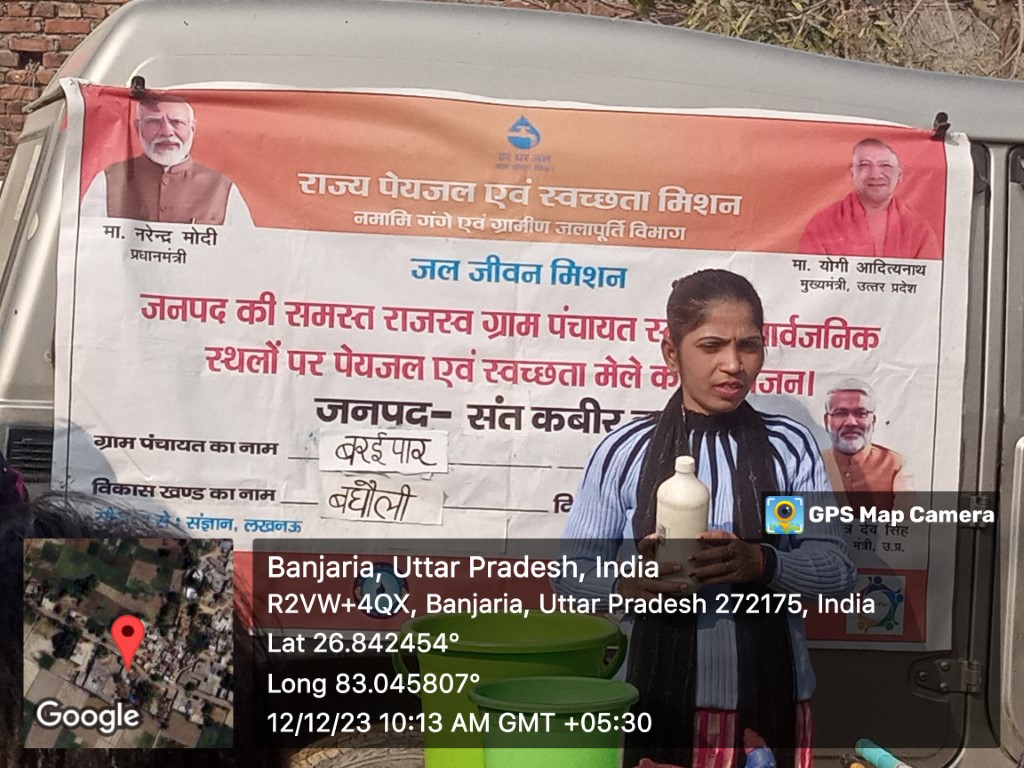 हर घर जल
राज्य पेयजल एवं स्वच्छता मिशन
नमामि गंगे एवं ग्रामीण जलापूर्ति विभाग
मा. नरेन्द्र मोदी
प्रधानमंत्री
मा. योगी आदित्यनाथ
मुख्यमंत्री, उत्तर प्रदेश
जल जीवन मिशन
जनपद की समस्त राजस्व ग्राम पंचायत
स्थलों पर पेयजल एवं स्वच्छता मेले
जनपद- संत कबीर
ग्राम पंचायत का नाम बरईपार
विकास खण्ड का नाम बघौली
से : संज्ञान, लखनऊ
देव सिंह
मंत्री, उ.प्र.
GPS Map Camera
Banjaria, Uttar Pradesh, India
R2VW+4QX, Banjaria, Uttar Pradesh 272175, India
Lat 26.842454°
Long 83.045807°
12/12/23 10:13 AM GMT +05:30
Google